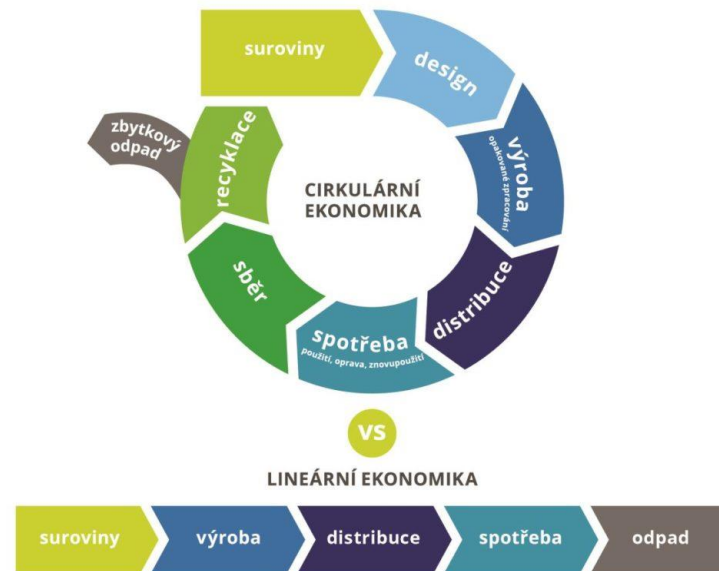 suroviny
design
výroba
opakované zpracování
distribuce
spotřeba
použití, oprava, znovupoužití
sběr
recyklace
zbytkový
odpad
CIRKULÁRNÍ
EKONOMIKA
VS
LINEÁRNÍ EKONOMIKA
suroviny výroba distribuce spotřeba odpad